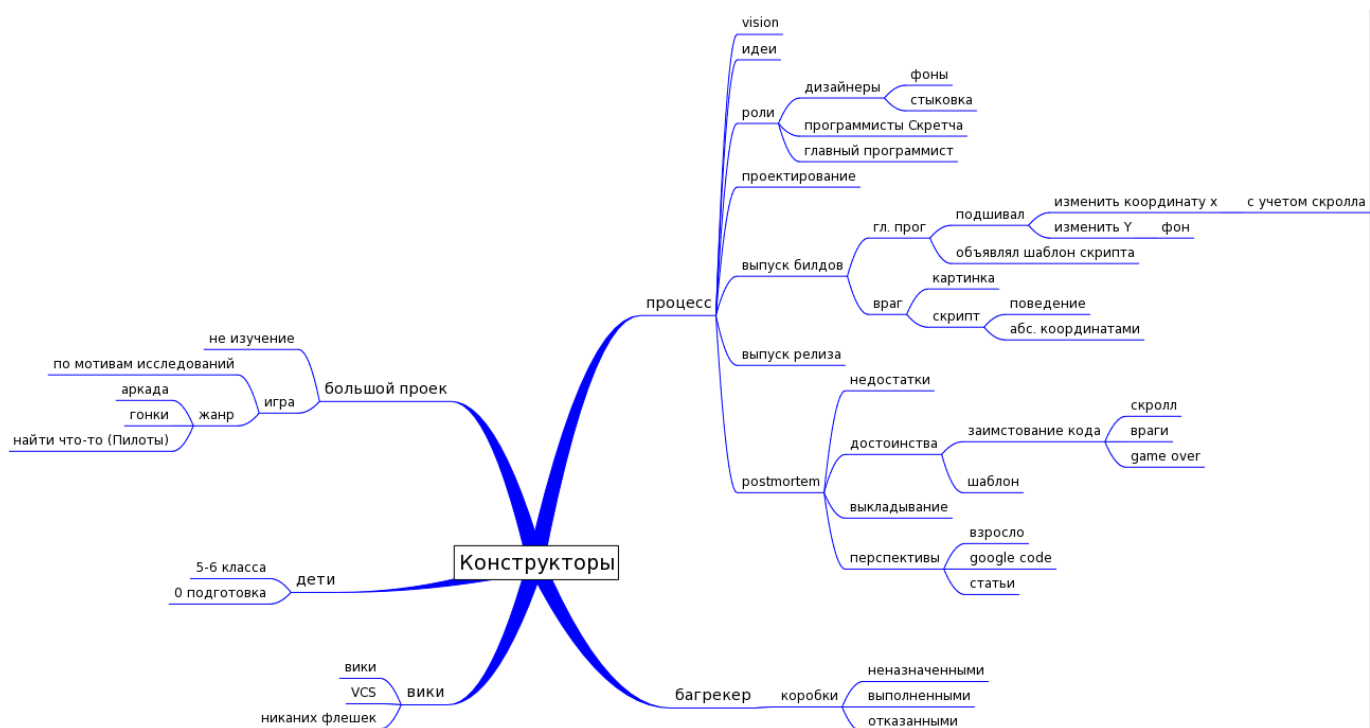 Конструкторы
процесс
vision
идеи
роли
дизайнеры
фоны
стыковка
программисты Скретча
главный программист
проектирование
выпуск билдов
гл. прог
подшивал
изменить координату x
с учетом скролла
изменить Y
фон
объявлял шаблон скрипта
враг
картинка
скрипт
поведение
абс. координатами
выпуск релиза
postmortem
недостатки
достоинства
заимстование кода
скролл
враги
game over
шаблон
выкладывание
перспективы
взросло
google code
статьи
багрекер
коробки
неназначенными
выполненными
отказанными
большой проек
не изучение
игра
по мотивам исследований
жанр
аркада
гонки
найти что-то (Пилоты)
дети
5-6 класса
0 подготовка
вики
вики
VCS
никаних флешек